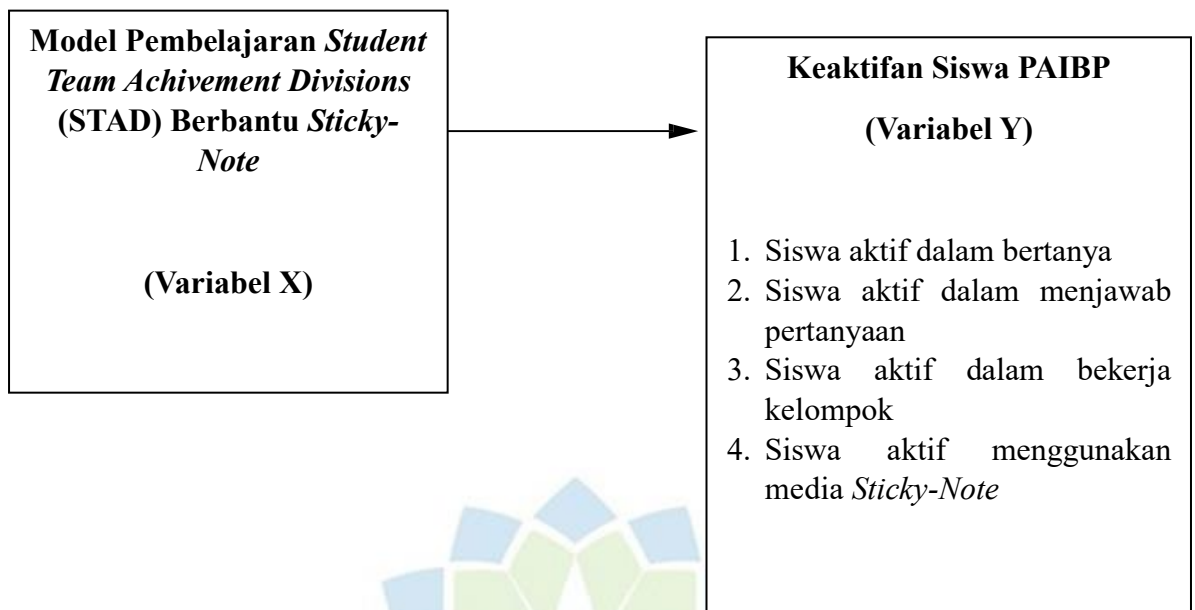 Model Pembelajaran Student
Team Achivement Divisions
(STAD) Berbantu Sticky-
Note
(Variabel X)
Keaktifan Siswa PAIBP
(Variabel Y)
1. Siswa aktif dalam bertanya
2. Siswa aktif dalam menjawab
pertanyaan
3. Siswa aktif dalam bekerja
kelompok
4. Siswa aktif menggunakan
media Sticky-Note